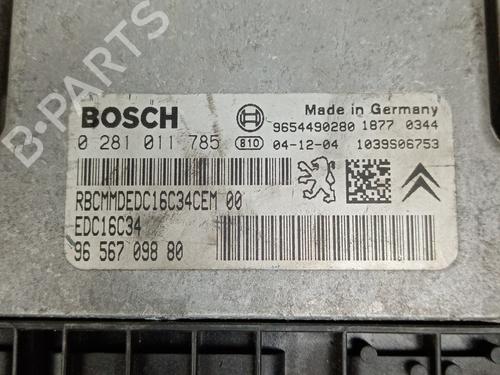 B-PARTS
BOSCH
Made in Germany
0 281 011 785
9654490280 1877 0344
810 04-12-04 1039S06753
RBCMMDEDC16C34CEM 00
EDC16C34
96 567 098 80